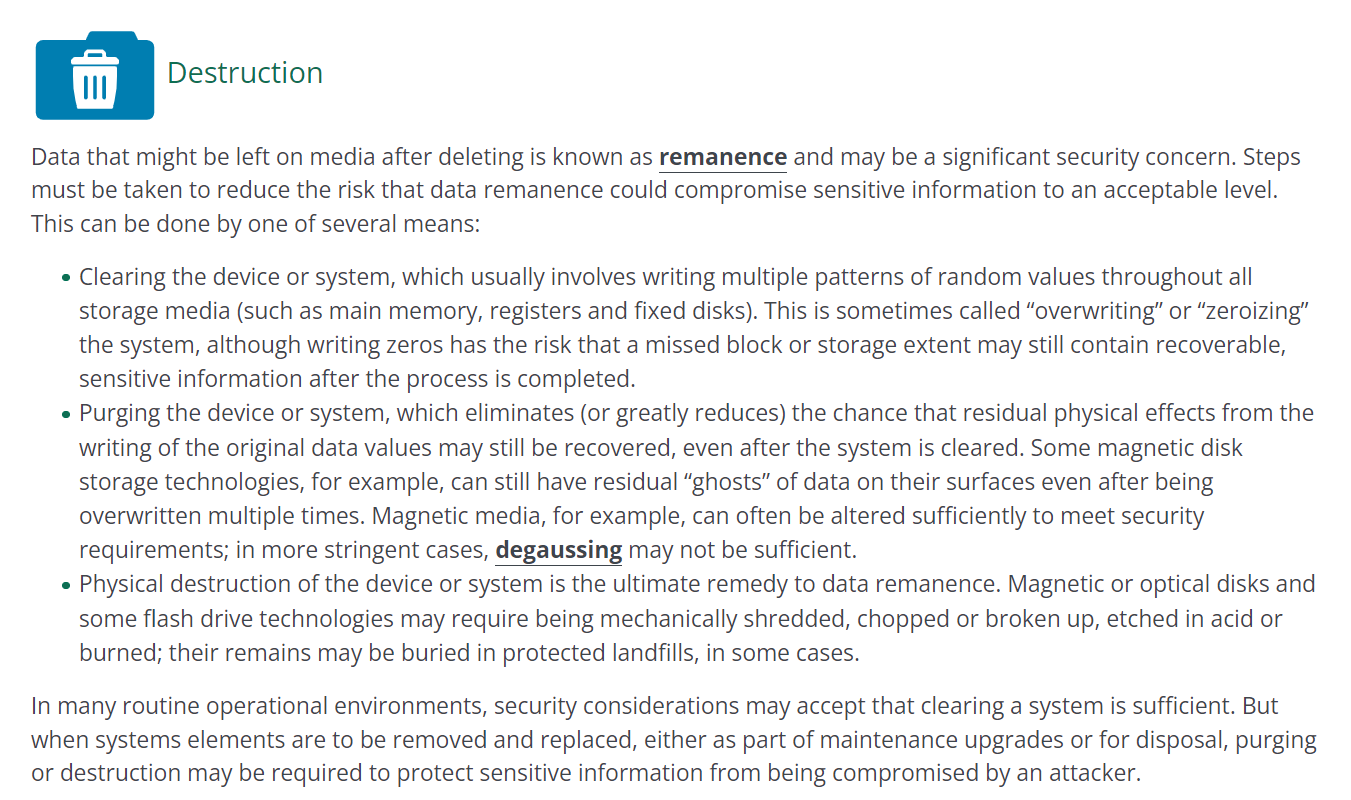 Destruction
Data that might be left on media after deleting is known as remanence and may be a significant security concern. Steps
must be taken to reduce the risk that data remanence could compromise sensitive information to an acceptable level.
This can be done by one of several means:
• Clearing the device or system, which usually involves writing multiple patterns of random values throughout all
storage media (such as main memory, registers and fixed disks). This is sometimes called “overwriting” or “zeroizing”
the system, although writing zeros has the risk that a missed block or storage extent may still contain recoverable,
sensitive information after the process is completed.
• Purging the device or system, which eliminates (or greatly reduces) the chance that residual physical effects from the
writing of the original data values may still be recovered, even after the system is cleared. Some magnetic disk
storage technologies, for example, can still have residual “ghosts” of data on their surfaces even after being
overwritten multiple times. Magnetic media, for example, can often be altered sufficiently to meet security
requirements; in more stringent cases, degaussing may not be sufficient.
• Physical destruction of the device or system is the ultimate remedy to data remanence. Magnetic or optical disks and
some flash drive technologies may require being mechanically shredded, chopped or broken up, etched in acid or
burned; their remains may be buried in protected landfills, in some cases.
In many routine operational environments, security considerations may accept that clearing a system is sufficient. But
when systems elements are to be removed and replaced, either as part of maintenance upgrades or for disposal, purging
or destruction may be required to protect sensitive information from being compromised by an attacker.